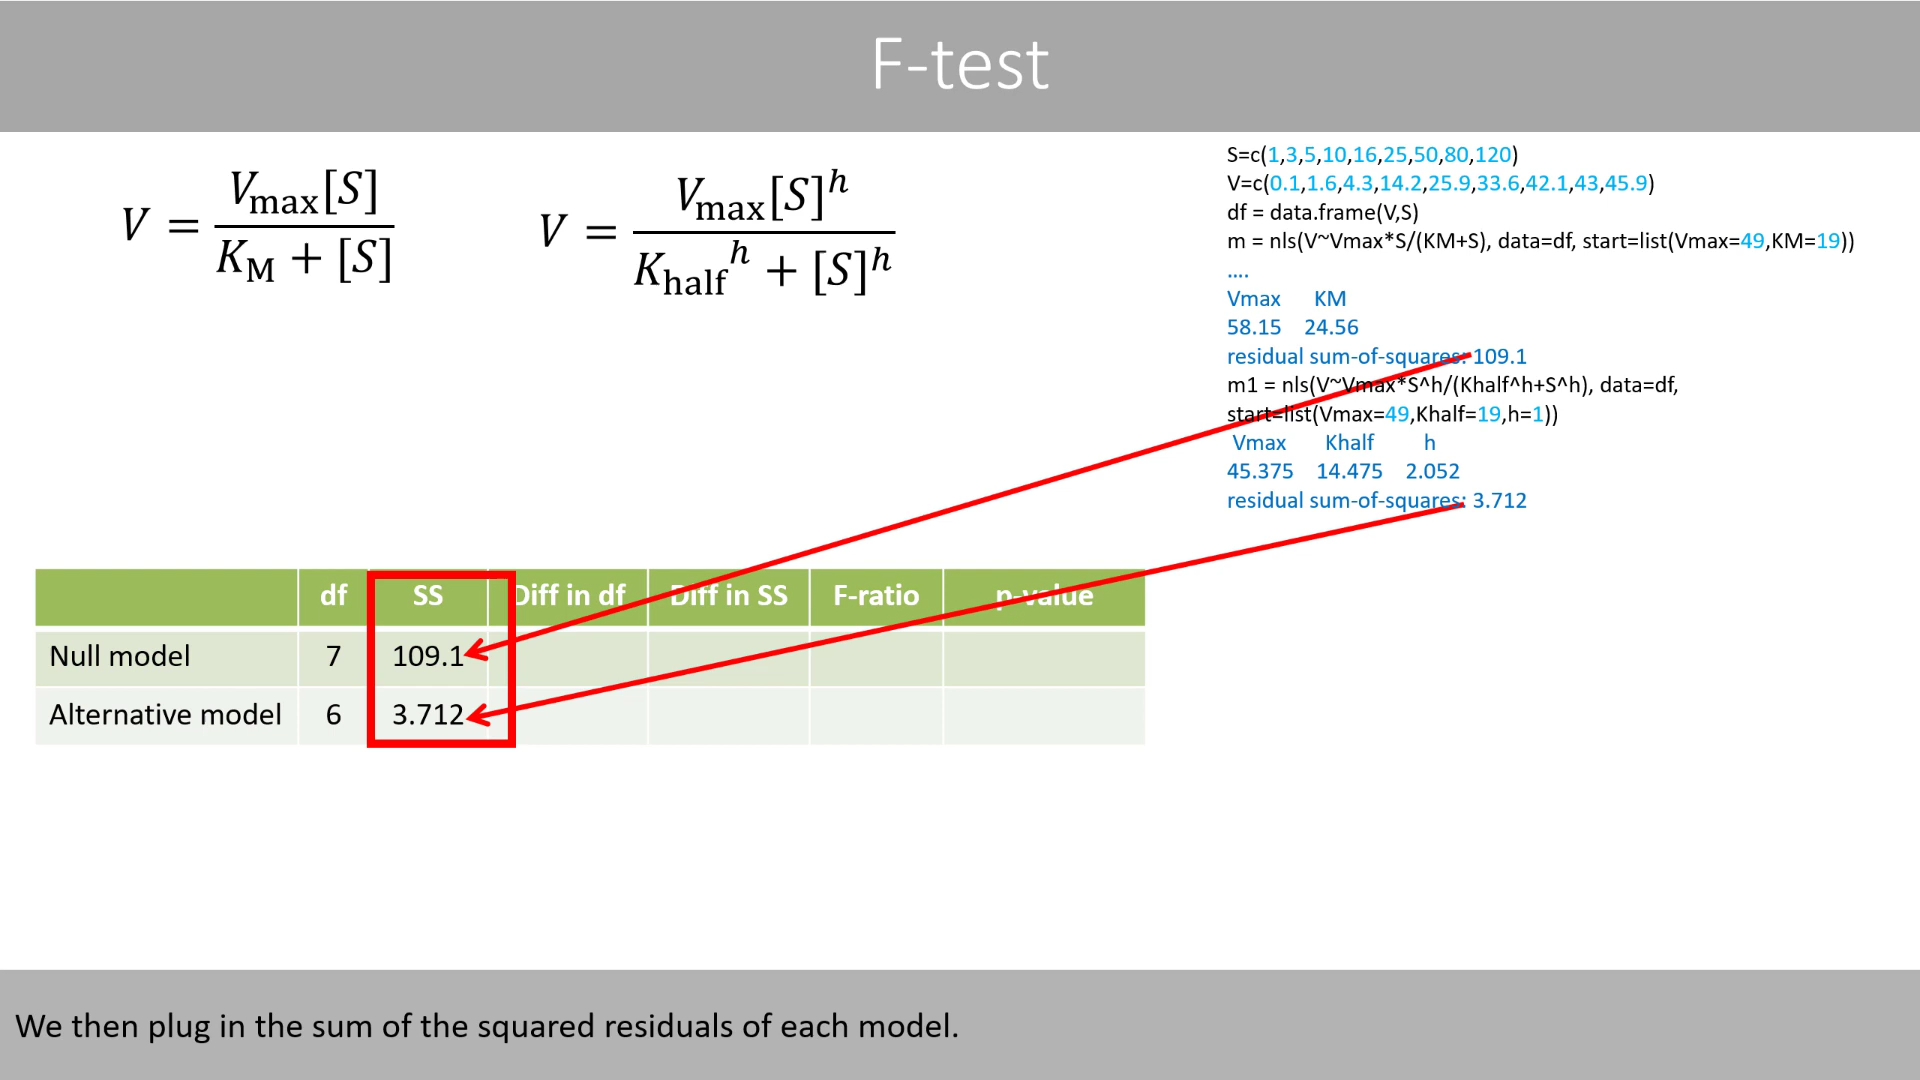 F-test
V = Vmax[S] / KM + [S]
V = Vmax[S]^h / Khalf^h + [S]^h
S=c(1,3,5,10,16,25,50,80,120)
V=c(0.1,1.6,4.3,14.2,25.9,33.6,42.1,43,45.9)
df = data.frame(V,S)
m = nls(V~Vmax*S/(KM+S), data=df, start=list(Vmax=49,KM=19))
....
Vmax KM
58.15 24.56
residual sum-of-squares: 109.1
m1 = nls(V~Vmax*S^h/(Khalf^h+S^h), data=df,
start=list(Vmax=49,Khalf=19,h=1))
Vmax Khalf h
45.375 14.475 2.052
residual sum-of-squares: 3.712
df SS Diff in df Diff in SS F-ratio p-value
Null model 7 109.1
Alternative model 6 3.712
We then plug in the sum of the squared residuals of each model.